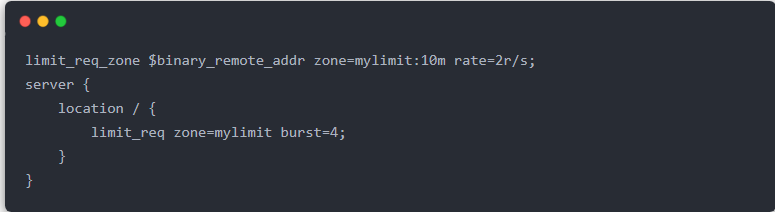 limit_req_zone $binary_remote_addr zone=mylimit:10m rate=2r/s;
server {
    location / {
        limit_req zone=mylimit burst=4;
    }
}